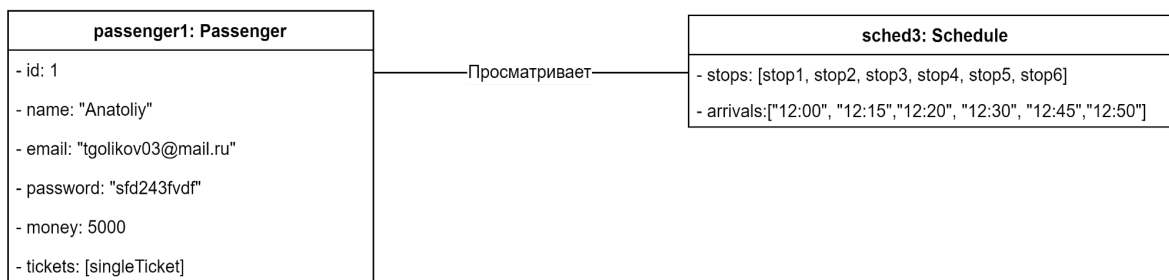 passenger1: Passenger
- id: 1
- name: "Anatoliy"
- email: "tgolikov03@mail.ru"
- password: "sfd243fvdf"
- money: 5000
- tickets: [singleTicket]
Просматривает
sched3: Schedule
- stops: [stop1, stop2, stop3, stop4, stop5, stop6]
- arrivals:["12:00", "12:15","12:20", "12:30", "12:45","12:50"]